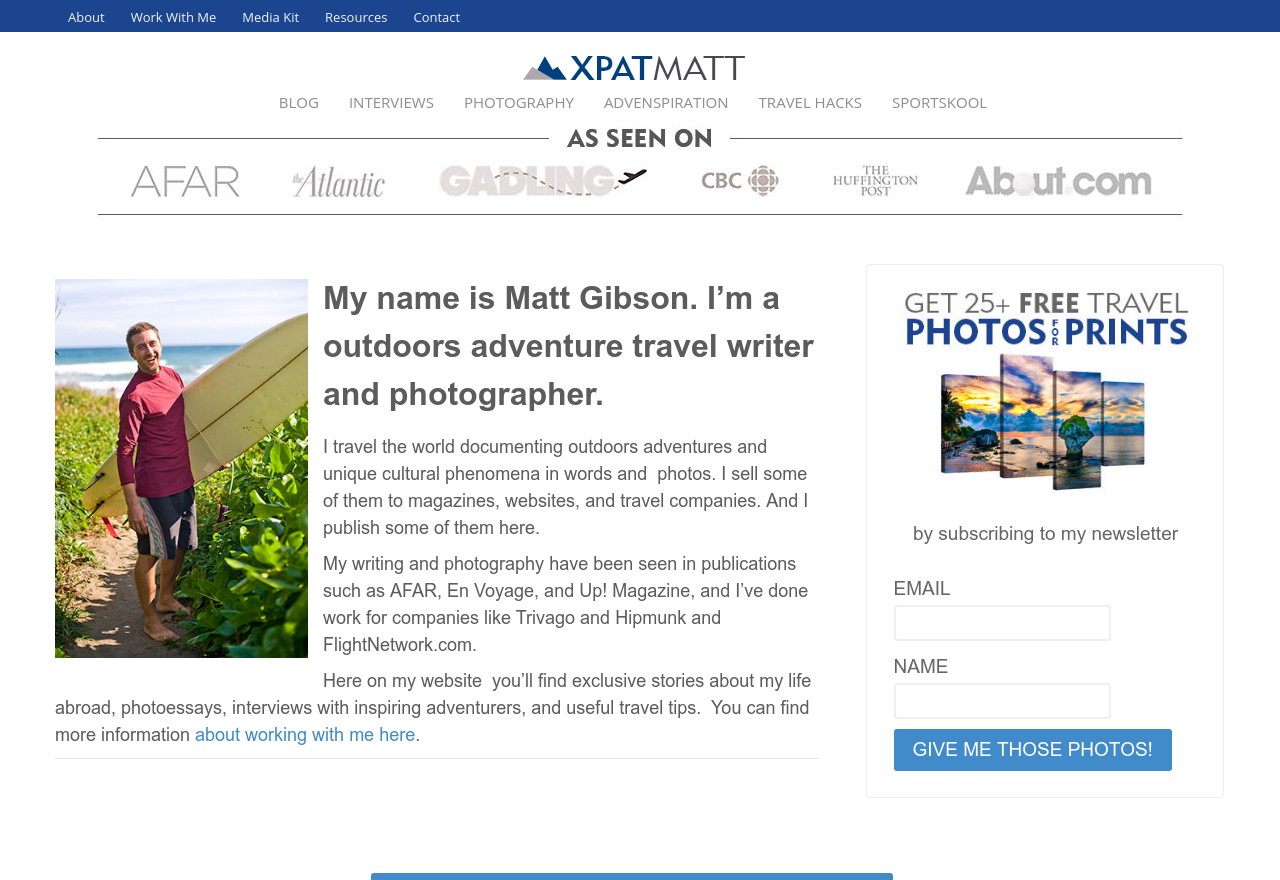 About Work With Me Media Kit Resources Contact
XPATMATT
BLOG INTERVIEWS PHOTOGRAPHY ADVENSPIRATION TRAVEL HACKS SPORTSKOOL
AS SEEN ON
AFAR the Atlantic GADLING CBC THE HUFFINGTON POST About.com
My name is Matt Gibson. I’m a
outdoors adventure travel writer
and photographer.
I travel the world documenting outdoors adventures and
unique cultural phenomena in words and  photos. I sell some
of them to magazines, websites, and travel companies. And I
publish some of them here.
My writing and photography have been seen in publications
such as AFAR, En Voyage, and Up! Magazine, and I’ve done
work for companies like Trivago and Hipmunk and
FlightNetwork.com.
Here on my website  you’ll find exclusive stories about my life
abroad, photoessays, interviews with inspiring adventurers, and useful travel tips.  You can find
more information about working with me here.
GET 25+ FREE TRAVEL
PHOTOS FOR PRINTS
by subscribing to my newsletter
EMAIL
NAME
GIVE ME THOSE PHOTOS!